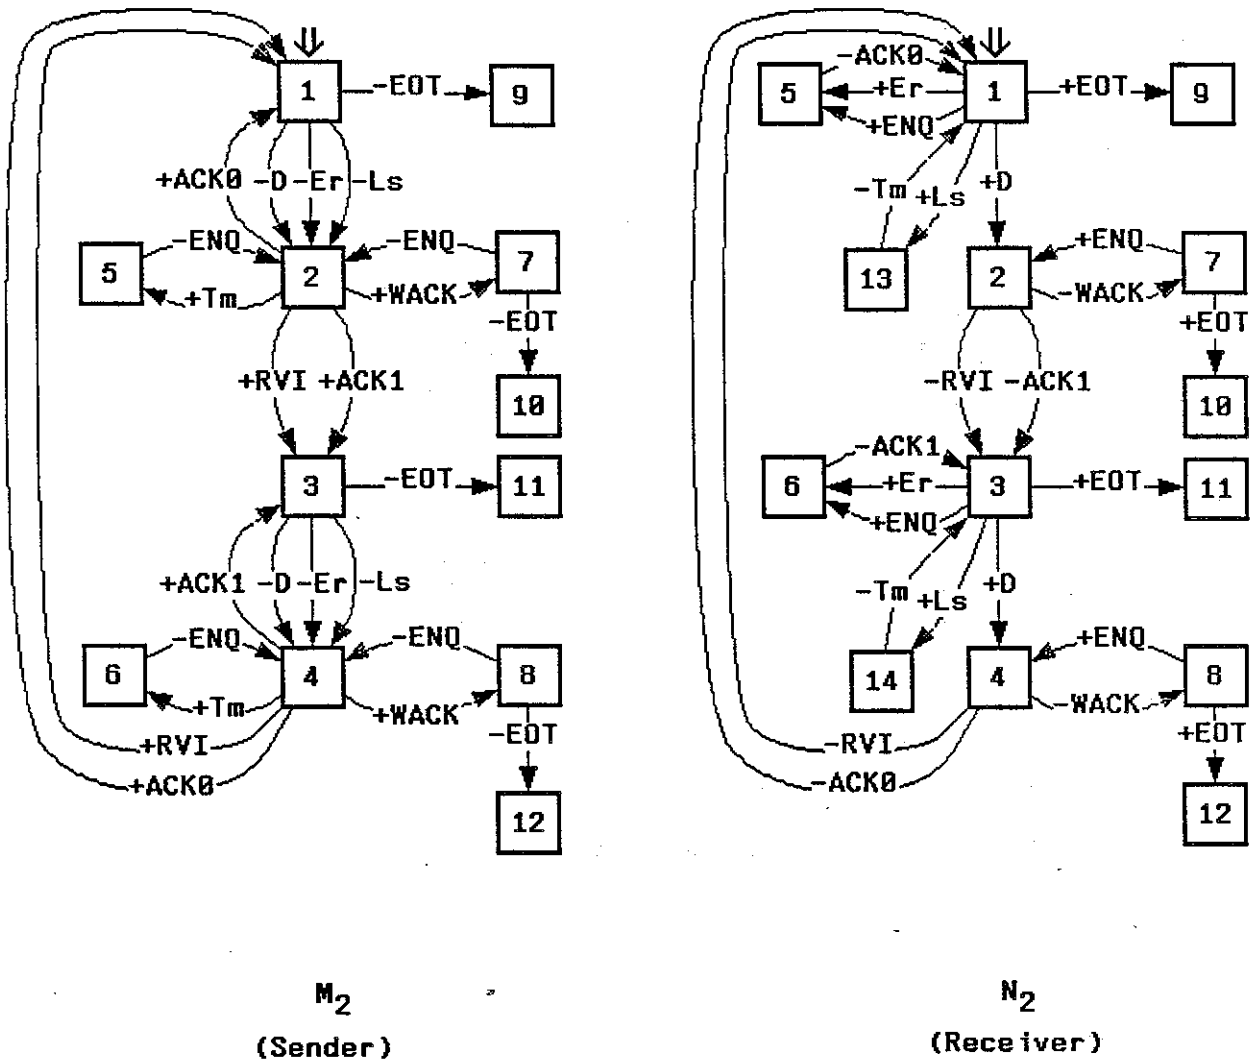 1 -EOT 9
+ACK0 -D -Er -Ls
5 -ENQ +Tm 2 -ENQ +WACK 7
-EOT
10
+RVI +ACK1
3 -EOT 11
+ACK1 -D -Er -Ls
6 -ENQ +Tm 4 -ENQ +WACK 8
-EOT
12
+RVI
+ACK0
M2
(Sender)
5 -ACK0 +Er +ENQ 1 +EOT 9
-Tm +Ls +D
13 2 +ENQ -WACK 7
+EOT
10
-RVI -ACK1
6 -ACK1 +Er +ENQ 3 +EOT 11
-Tm +Ls +D
14 4 +ENQ -WACK 8
+EOT
12
-RVI
-ACK0
N2
(Receiver)